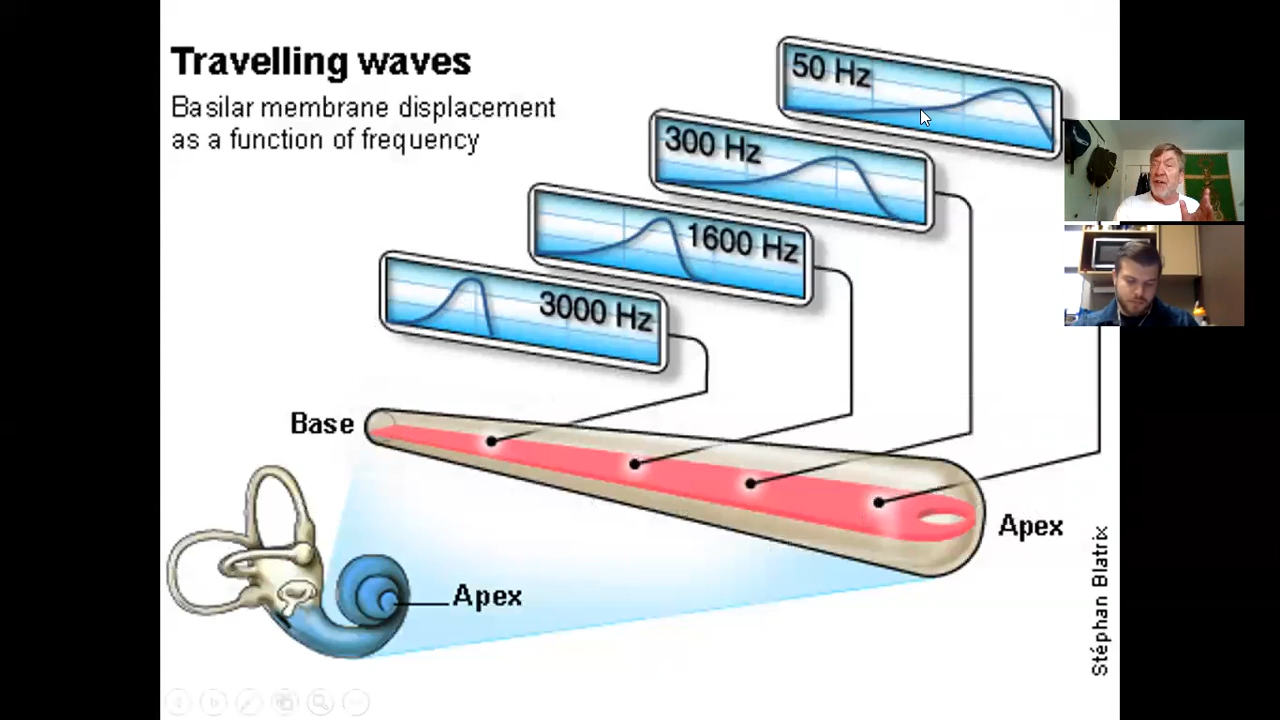 Travelling waves
Basilar membrane displacement
as a function of frequency
50 Hz
300 Hz
1600 Hz
3000 Hz
Base
Apex
Apex
Stéphan Blatrix